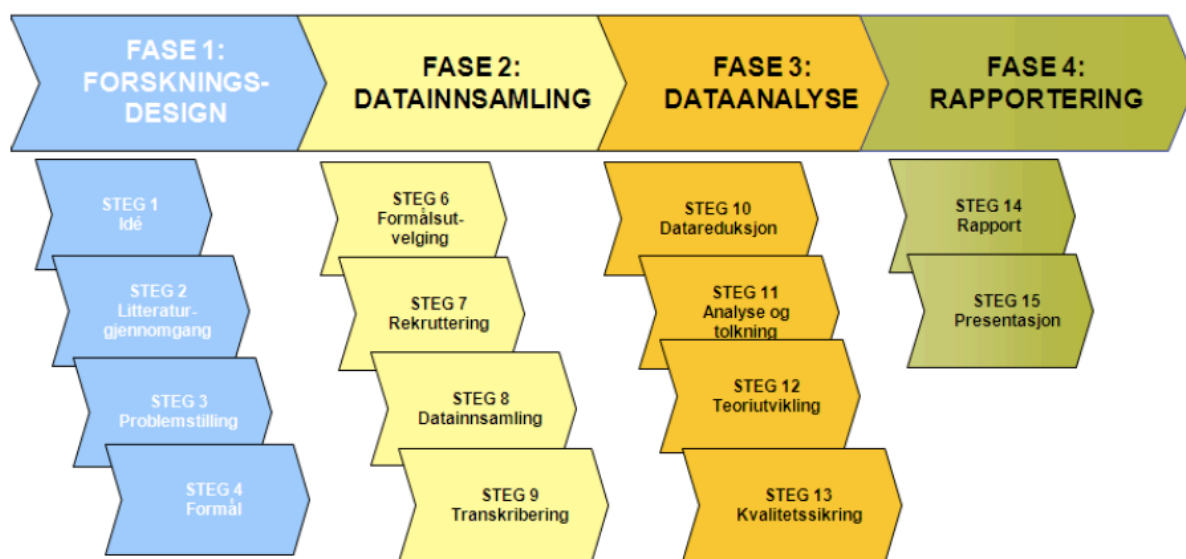 FASE 1:
FORSKNINGS-
DESIGN
FASE 2:
DATAINNSAMLING
FASE 3:
DATAANALYSE
FASE 4:
RAPPORTERING
STEG 1
Idé
STEG 2
Litteratur-
gjennomgang
STEG 3
Problemstilling
STEG 4
Formål
STEG 6
Formålsut-
velging
STEG 7
Rekruttering
STEG 8
Datainnsamling
STEG 9
Transkribering
STEG 10
Datareduksjon
STEG 11
Analyse og
tolkning
STEG 12
Teoriutvikling
STEG 13
Kvalitetssikring
STEG 14
Rapport
STEG 15
Presentasjon